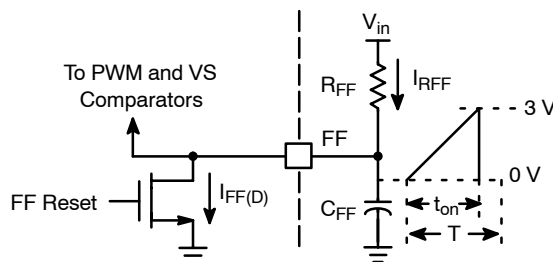 V_in
To PWM and VS
Comparators
R_FF
I_RFF
3 V
FF
0 V
FF Reset
I_FF(D)
C_FF
t_on
T